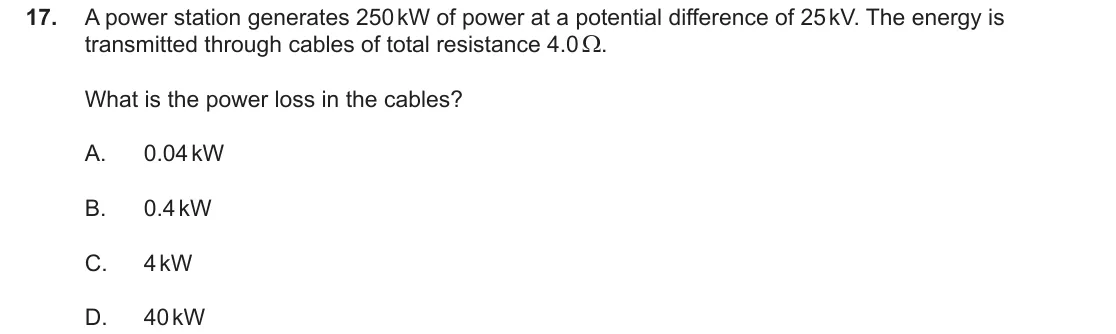 17. A power station generates 250 kW of power at a potential difference of 25 kV. The energy is
transmitted through cables of total resistance 4.0 Ω.
What is the power loss in the cables?
A. 0.04 kW
B. 0.4 kW
C. 4 kW
D. 40 kW